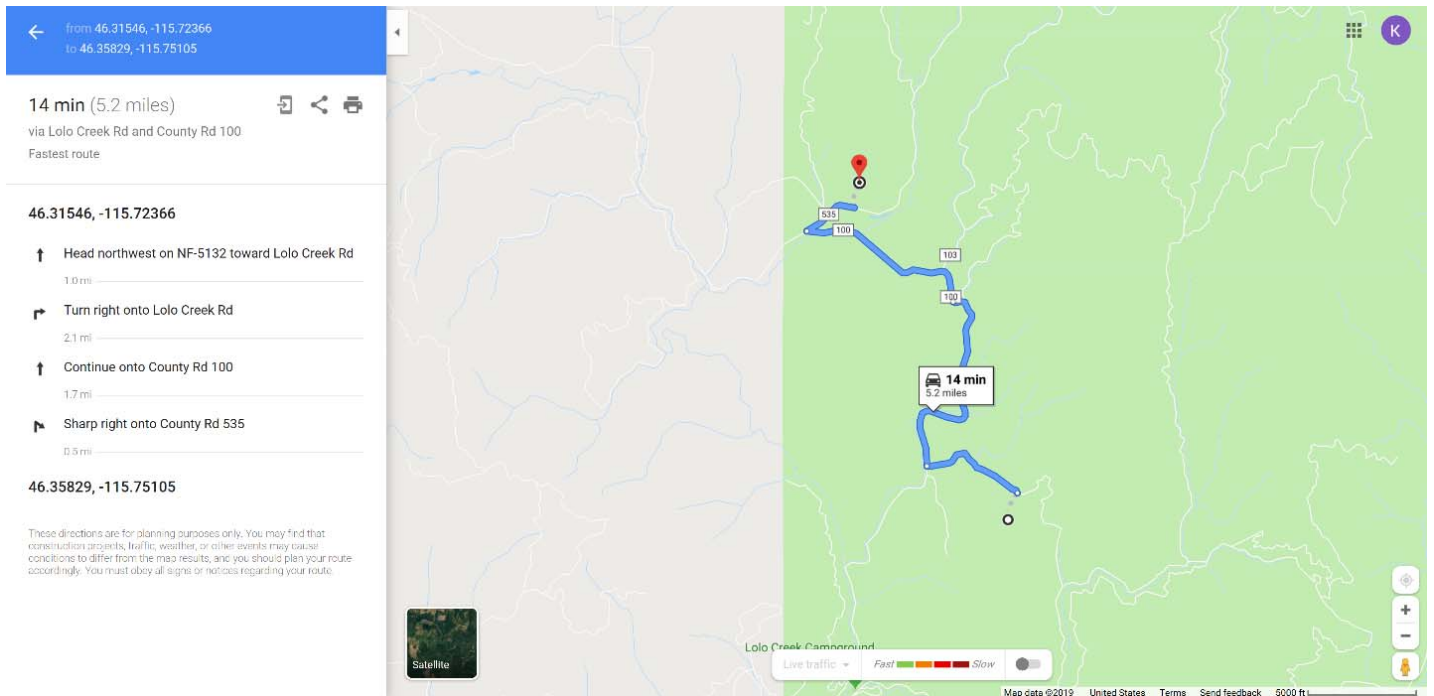 from 46.31546, -115.72366
to 46.35829, -115.75105
14 min (5.2 miles)
via Lolo Creek Rd and County Rd 100
Fastest route
46.31546, -115.72366
Head northwest on NF-5132 toward Lolo Creek Rd
1.0 mi
Turn right onto Lolo Creek Rd
2.1 mi
Continue onto County Rd 100
1.7 mi
Sharp right onto County Rd 535
0.5 mi
46.35829, -115.75105
These directions are for planning purposes only. You may find that
construction projects, traffic, weather, or other events may cause
conditions to differ from the map results, and you should plan your route
accordingly. You must obey all signs or notices regarding your route.
K
535
100
103
100
14 min
5.2 miles
Lolo Creek Campground
Satellite
Live traffic
Fast
Slow
Map data ©2019 United States Terms Send feedback 5000 ft